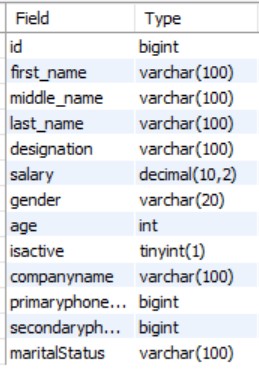 Field Type
id bigint
first_name varchar(100)
middle_name varchar(100)
last_name varchar(100)
designation varchar(100)
salary decimal(10,2)
gender varchar(20)
age int
isactive tinyint(1)
companyname varchar(100)
primaryphone... bigint
secondaryph... bigint
maritalStatus varchar(100)